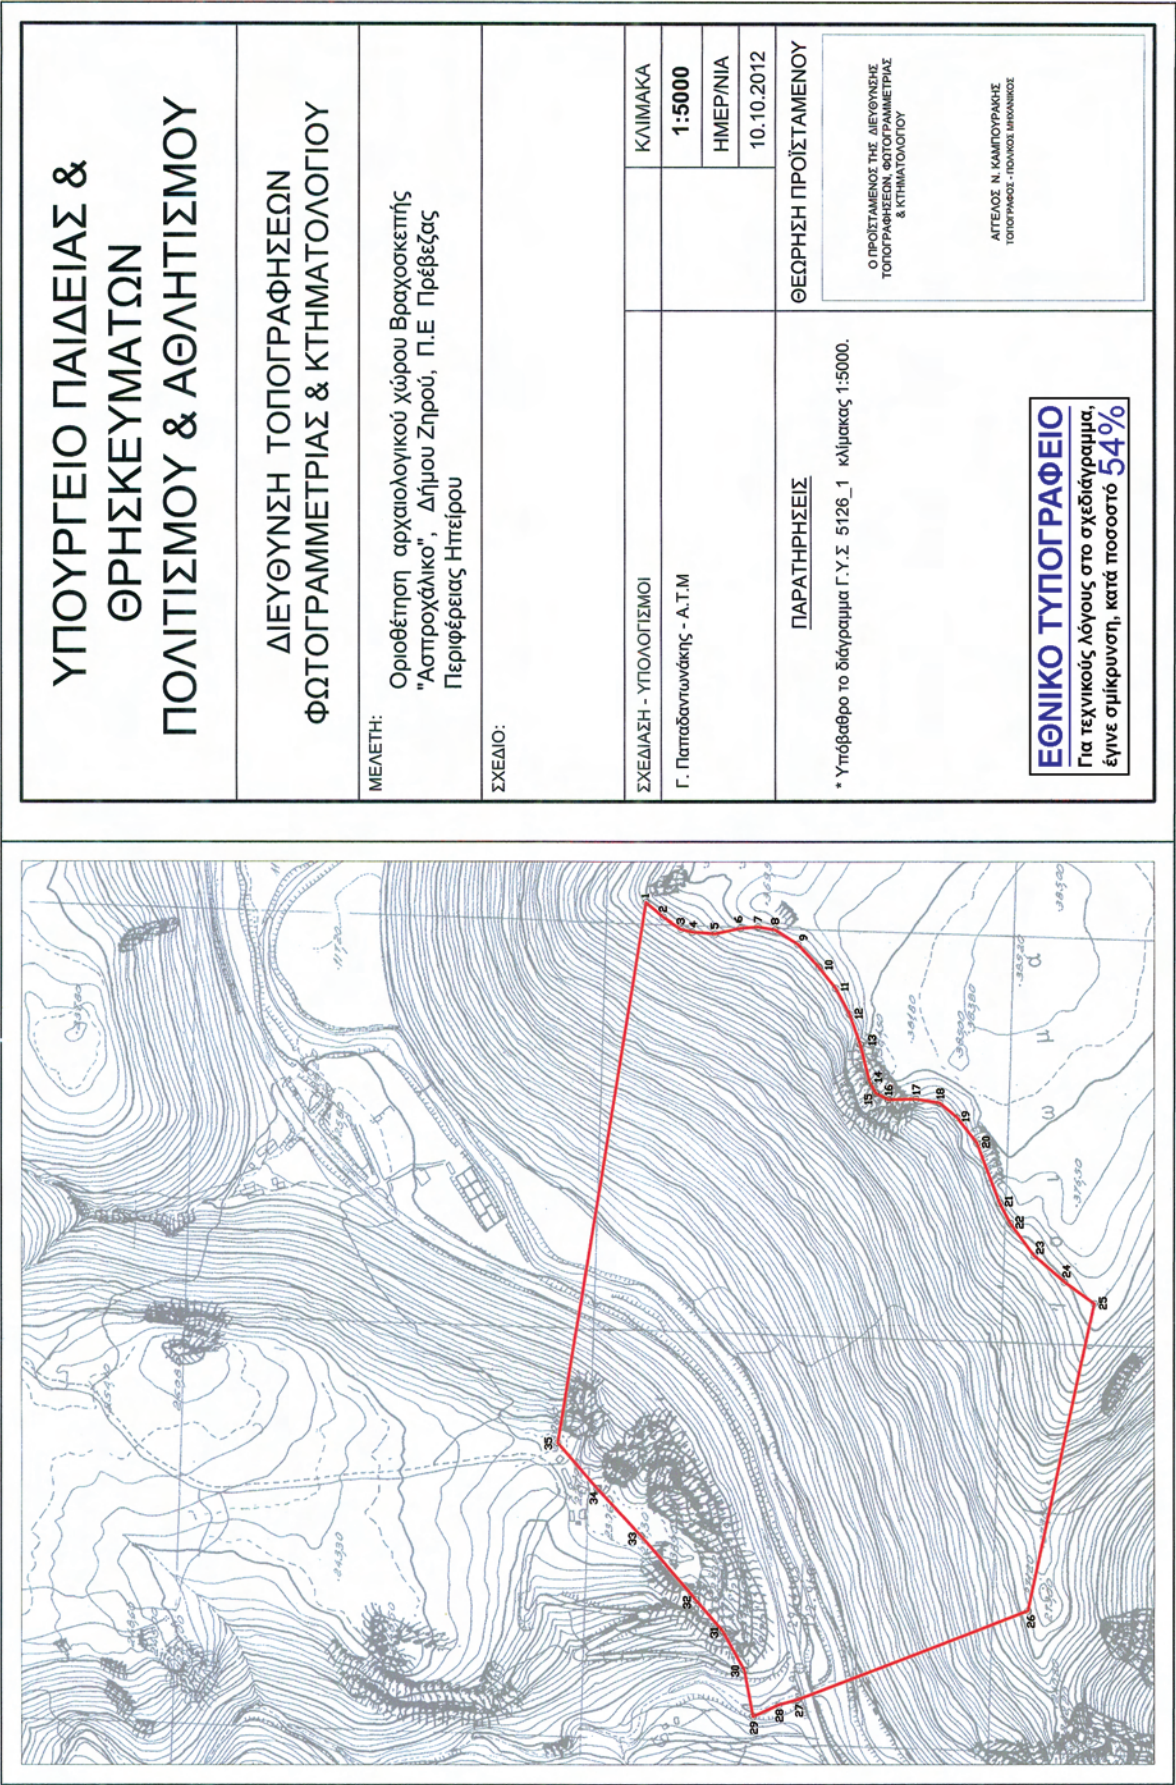 ΥΠΟΥΡΓΕΙΟ ΠΑΙΔΕΙΑΣ &
ΘΡΗΣΚΕΥΜΑΤΩΝ
ΠΟΛΙΤΙΣΜΟΥ & ΑΘΛΗΤΙΣΜΟΥ
ΔΙΕΥΘΥΝΣΗ ΤΟΠΟΓΡΑΦΗΣΕΩΝ
ΦΩΤΟΓΡΑΜΜΕΤΡΙΑΣ & ΚΤΗΜΑΤΟΛΟΓΙΟΥ
ΜΕΛΕΤΗ:
Οριοθέτηση αρχαιολογικού χώρου Βραχοσκεπής
"Ασπροχάλικο", Δήμου Ζηρού, Π.Ε Πρέβεζας
Περιφέρειας Ηπείρου
ΣΧΕΔΙΟ:
ΣΧΕΔΙΑΣΗ - ΥΠΟΛΟΓΙΣΜΟΙ
Γ. Παπαδαντωνάκης - Α.Τ.Μ
ΚΛΙΜΑΚΑ
1:5000
ΗΜΕΡ/ΝΙΑ
10.10.2012
ΠΑΡΑΤΗΡΗΣΕΙΣ
* Υπόβαθρο το διάγραμμα Γ.Υ.Σ 5126_1 κλίμακας 1:5000.
ΘΕΩΡΗΣΗ ΠΡΟΪΣΤΑΜΕΝΟΥ
Ο ΠΡΟΪΣΤΑΜΕΝΟΣ ΤΗΣ ΔΙΕΥΘΥΝΣΗΣ
ΤΟΠΟΓΡΑΦΗΣΕΩΝ, ΦΩΤΟΓΡΑΜΜΕΤΡΙΑΣ
& ΚΤΗΜΑΤΟΛΟΓΙΟΥ
ΑΓΓΕΛΟΣ Ν. ΚΑΜΠΟΥΡΑΚΗΣ
ΤΟΠΟΓΡΑΦΟΣ - ΠΟΛΙΚΟΣ ΜΗΧΑΝΙΚΟΣ
ΕΘΝΙΚΟ ΤΥΠΟΓΡΑΦΕΙΟ
Για τεχνικούς λόγους στο σχεδιάγραμμα,
έγινε σμίκρυνση, κατά ποσοστό 54%
1
2
3
4
5
6
7
8
9
10
11
12
13
14
15
16
17
18
19
20
21
22
23
24
25
26
27
28
29
30
31
32
33
34
35